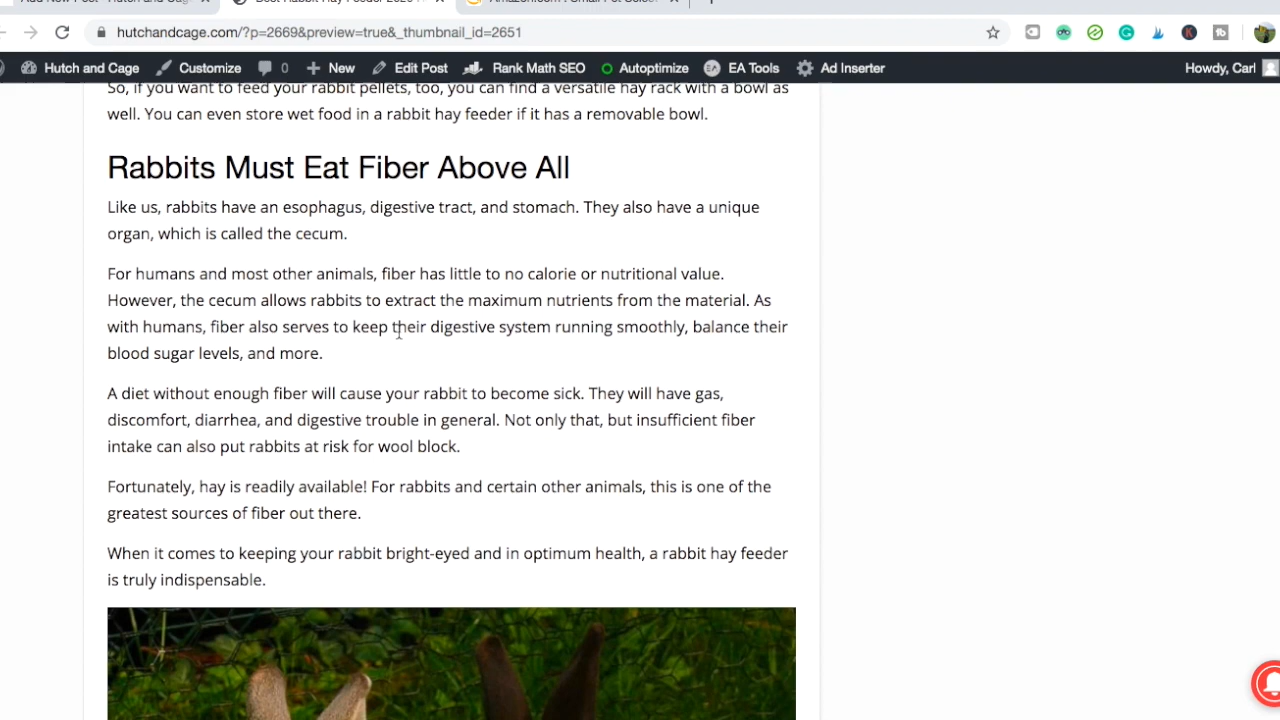 hutchandcage.com/?p=2669&preview=true&_thumbnail_id=2651
Hutch and Cage Customize 0 New Edit Post Rank Math SEO Autoptimize EA Tools Ad Inserter Howdy, Carl
So, if you want to feed your rabbit pellets, too, you can find a versatile hay rack with a bowl as
well. You can even store wet food in a rabbit hay feeder if it has a removable bowl.
Rabbits Must Eat Fiber Above All
Like us, rabbits have an esophagus, digestive tract, and stomach. They also have a unique
organ, which is called the cecum.
For humans and most other animals, fiber has little to no calorie or nutritional value.
However, the cecum allows rabbits to extract the maximum nutrients from the material. As
with humans, fiber also serves to keep their digestive system running smoothly, balance their
blood sugar levels, and more.
A diet without enough fiber will cause your rabbit to become sick. They will have gas,
discomfort, diarrhea, and digestive trouble in general. Not only that, but insufficient fiber
intake can also put rabbits at risk for wool block.
Fortunately, hay is readily available! For rabbits and certain other animals, this is one of the
greatest sources of fiber out there.
When it comes to keeping your rabbit bright-eyed and in optimum health, a rabbit hay feeder
is truly indispensable.